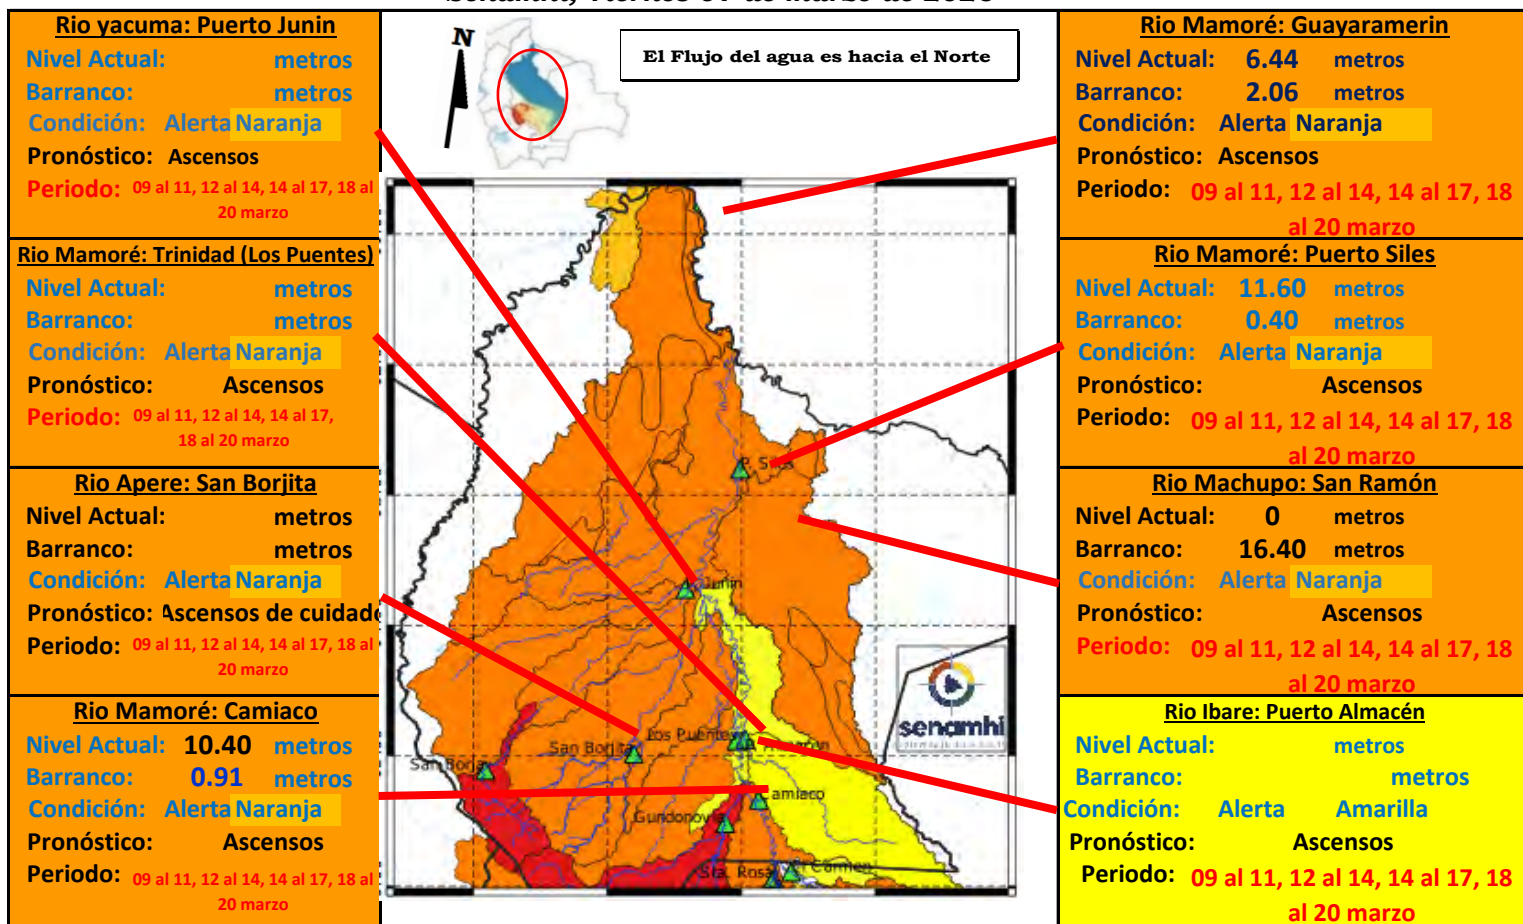 Rio yacuma: Puerto Junin
Nivel Actual: metros
Barranco: metros
Condición: Alerta Naranja
Pronóstico: Ascensos
Periodo: 09 al 11, 12 al 14, 14 al 17, 18 al
20 marzo
Rio Mamoré: Trinidad (Los Puentes)
Nivel Actual: metros
Barranco: metros
Condición: Alerta Naranja
Pronóstico: Ascensos
Periodo: 09 al 11, 12 al 14, 14 al 17,
18 al 20 marzo
Rio Apere: San Borjita
Nivel Actual: metros
Barranco: metros
Condición: Alerta Naranja
Pronóstico: Ascensos de cuidado
Periodo: 09 al 11, 12 al 14, 14 al 17, 18 al
20 marzo
Rio Mamoré: Camiaco
Nivel Actual: 10.40 metros
Barranco: 0.91 metros
Condición: Alerta Naranja
Pronóstico: Ascensos
Periodo: 09 al 11, 12 al 14, 14 al 17, 18 al
20 marzo
N
El Flujo del agua es hacia el Norte
Junin
Los Puentes
San Borjita
San Borja
Camiaco
Gundonovia
Sta. Rosa
El Carmen
senamhi
Rio Mamoré: Guayaramerin
Nivel Actual: 6.44 metros
Barranco: 2.06 metros
Condición: Alerta Naranja
Pronóstico: Ascensos
Periodo: 09 al 11, 12 al 14, 14 al 17, 18
al 20 marzo
Rio Mamoré: Puerto Siles
Nivel Actual: 11.60 metros
Barranco: 0.40 metros
Condición: Alerta Naranja
Pronóstico: Ascensos
Periodo: 09 al 11, 12 al 14, 14 al 17, 18
al 20 marzo
Rio Machupo: San Ramón
Nivel Actual: 0 metros
Barranco: 16.40 metros
Condición: Alerta Naranja
Pronóstico: Ascensos
Periodo: 09 al 11, 12 al 14, 14 al 17, 18
al 20 marzo
Rio Ibare: Puerto Almacén
Nivel Actual: metros
Barranco: metros
Condición: Alerta Amarilla
Pronóstico: Ascensos
Periodo: 09 al 11, 12 al 14, 14 al 17, 18
al 20 marzo